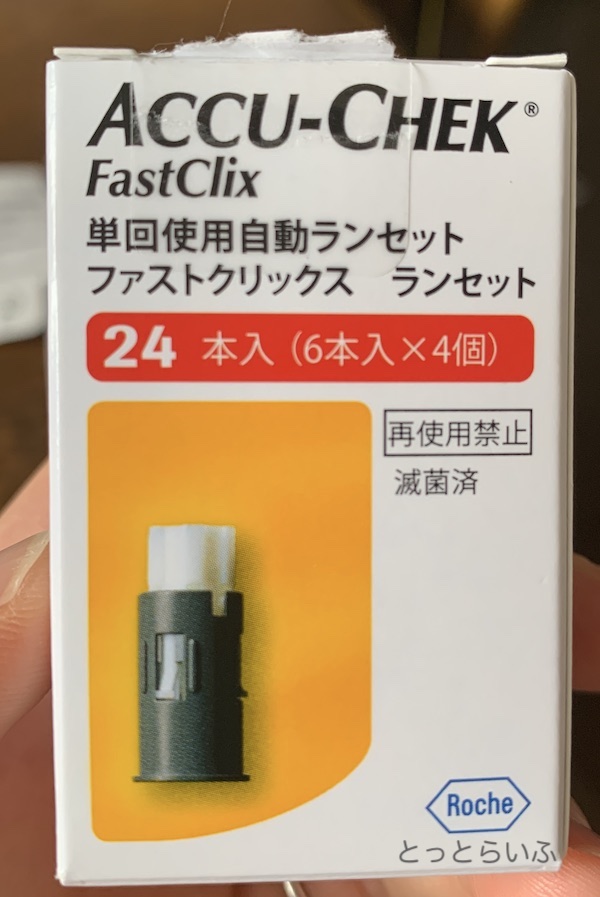 ACCU-CHEK®
FastClix
単回使用自動ランセット
ファストクリックス ランセット
24 本入（6本入×4個）
再使用禁止
滅菌済
Roche
とっとらいふ